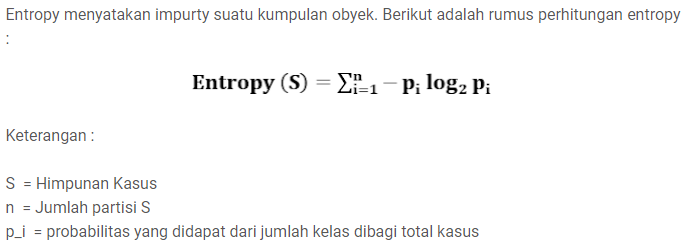 Entropy menyatakan impurty suatu kumpulan obyek. Berikut adalah rumus perhitungan entropy
:
Entropy (S) = ∑ⁿᵢ₌₁ − pᵢ log₂ pᵢ
Keterangan :
S = Himpunan Kasus
n = Jumlah partisi S
p_i = probabilitas yang didapat dari jumlah kelas dibagi total kasus